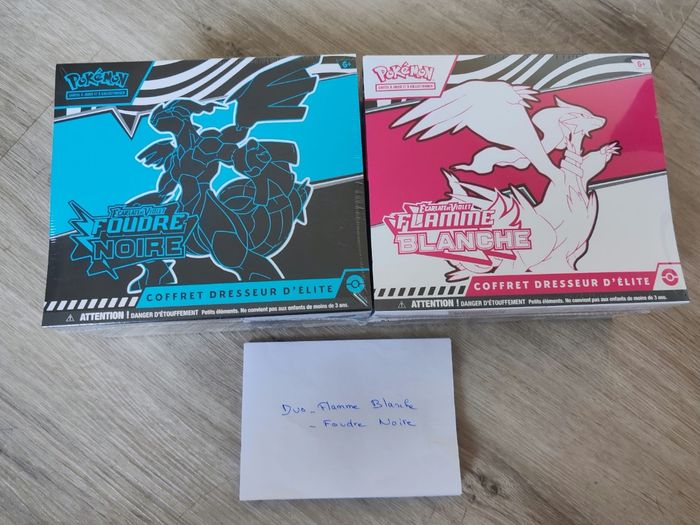 POKÉMON
CARTES À JOUER ET À COLLECTIONNER
6+
ÉCARLATE ET VIOLET
FOUDRE
NOIRE
COFFRET DRESSEUR D'ÉLITE
ATTENTION ! DANGER D'ÉTOUFFEMENT Petits éléments. Ne convient pas aux enfants de moins de 3 ans.
POKÉMON
CARTES À JOUER ET À COLLECTIONNER
6+
ÉCARLATE ET VIOLET
FLAMME
BLANCHE
COFFRET DRESSEUR D'ÉLITE
ATTENTION ! DANGER D'ÉTOUFFEMENT Petits éléments. Ne convient pas aux enfants de moins de 3 ans.
Duo - Flamme Blanche
- Foudre Noire